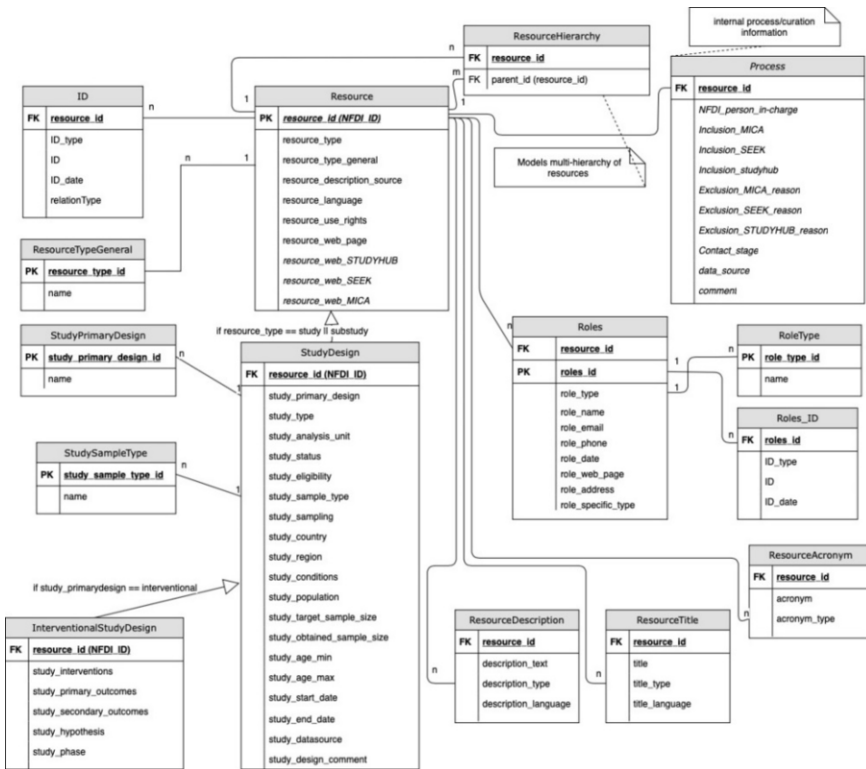 internal process/curation
information
ResourceHierarchy
FK resource_id
FK parent_id (resource_id)
n
m
1
1
Process
FK resource_id
NFDI_person_in-charge
Inclusion_MICA
Inclusion_SEEK
Inclusion_studyhub
Exclusion_MICA_reason
Exclusion_SEEK_reason
Exclusion_STUDYHUB_reason
Contact_stage
data_source
comment
Models multi-hierarchy of
resources
ID
FK resource_id
ID_type
ID
ID_date
relationType
n
1
n
1
Resource
PK resource_id (NFDI_ID)
resource_type
resource_type_general
resource_description_source
resource_language
resource_use_rights
resource_web_page
resource_web_STUDYHUB
resource_web_SEEK
resource_web_MICA
ResourceTypeGeneral
PK resource_type_id
name
if resource_type == study || substudy
StudyPrimaryDesign
PK study_primary_design_id
name
n
1
StudySampleType
PK study_sample_type_id
name
n
1
StudyDesign
FK resource_id (NFDI_ID)
study_primary_design
study_type
study_analysis_unit
study_status
study_eligibility
study_sample_type
study_sampling
study_country
study_region
study_conditions
study_population
study_target_sample_size
study_obtained_sample_size
study_age_min
study_age_max
study_start_date
study_end_date
study_datasource
study_design_comment
if study_primarydesign == interventional
InterventionalStudyDesign
FK resource_id (NFDI_ID)
study_interventions
study_primary_outcomes
study_secondary_outcomes
study_hypothesis
study_phase
n
Roles
FK resource_id
PK roles_id
role_type
role_name
role_email
role_phone
role_date
role_web_page
role_address
role_specific_type
1
1
n
n
RoleType
PK role_type_id
name
Roles_ID
FK roles_id
ID_type
ID
ID_date
ResourceAcronym
FK resource_id
acronym
acronym_type
n
ResourceDescription
FK resource_id
description_text
description_type
description_language
n
ResourceTitle
FK resource_id
title
title_type
title_language
n